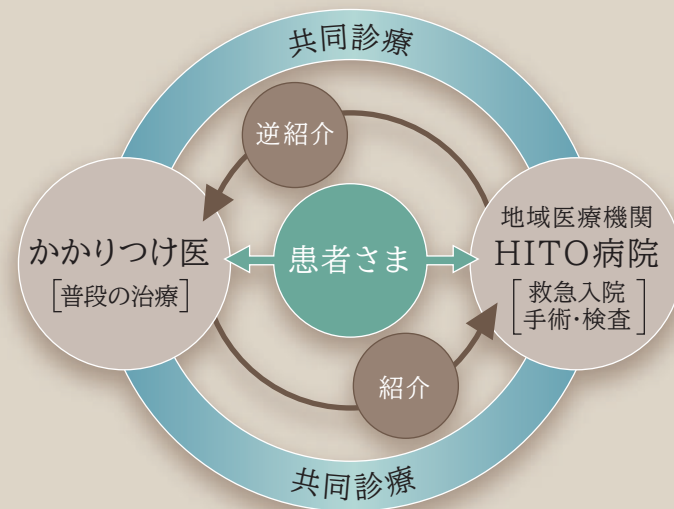 共同診療
逆紹介
かかりつけ医
[普段の治療]
患者さま
地域医療機関
HITO病院
[救急入院
手術・検査]
紹介
共同診療